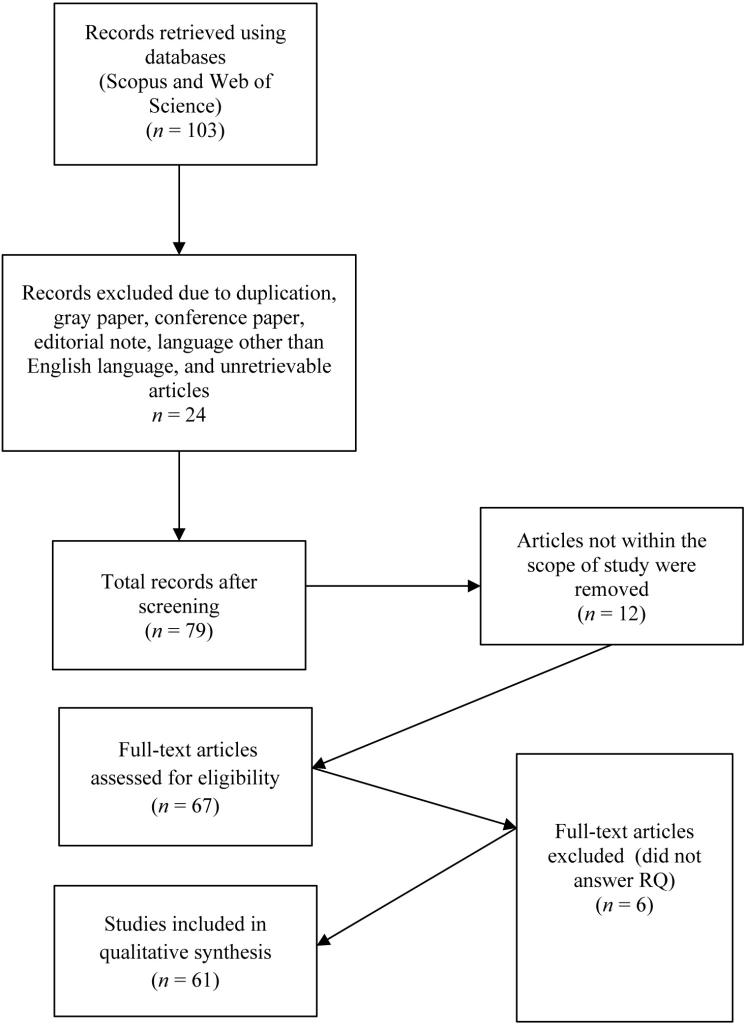 Records retrieved using
databases
(Scopus and Web of
Science)
(n = 103)
Records excluded due to duplication,
gray paper, conference paper,
editorial note, language other than
English language, and unretrievable
articles
n = 24
Total records after
screening
(n = 79)
Articles not within the
scope of study were
removed
(n = 12)
Full-text articles
assessed for eligibility
(n = 67)
Full-text articles
excluded (did not
answer RQ)
(n = 6)
Studies included in
qualitative synthesis
(n = 61)